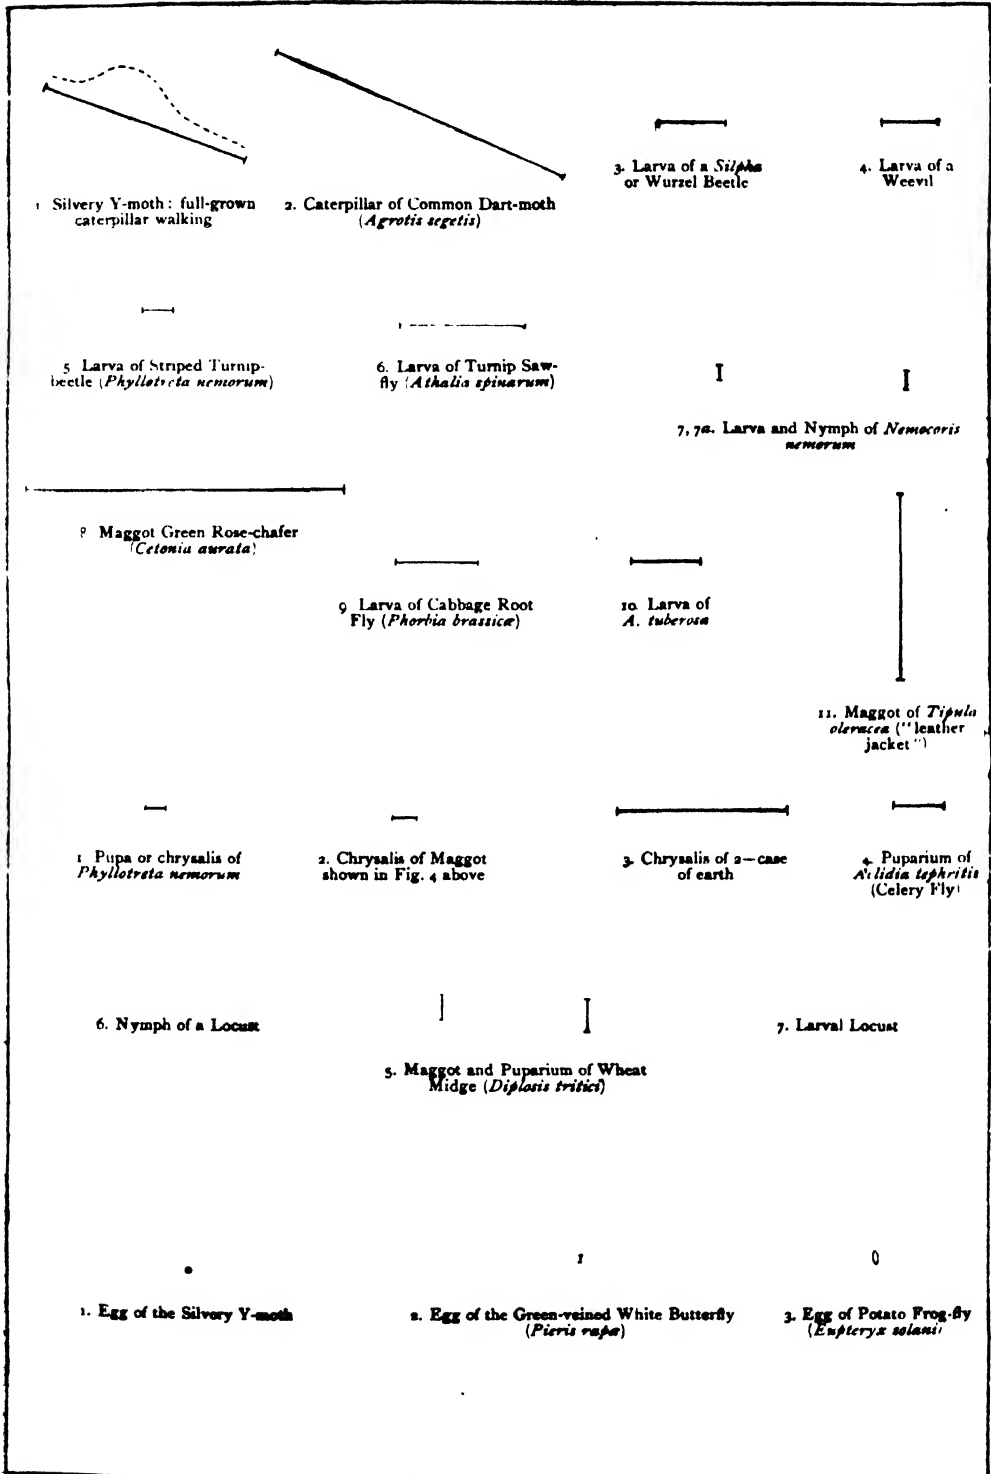 1 Silvery Y-moth : full-grown
caterpillar walking
2. Caterpillar of Common Dart-moth
(Agrotis segetis)
3. Larva of a Silpha
or Wurzel Beetle
4. Larva of a
Weevil
5 Larva of Striped Turnip-
beetle (Phyllotreta nemorum)
6. Larva of Turnip Saw-
fly (Athalia spinarum)
7, 7a. Larva and Nymph of Nemocoris
nemorum
8 Maggot Green Rose-chafer
(Cetonia aurata)
9 Larva of Cabbage Root
Fly (Phorbia brassicæ)
10. Larva of
A. tuberosa
11. Maggot of Tipula
oleracea ("leather
jacket")
1 Pupa or chrysalis of
Phyllotreta nemorum
2. Chrysalis of Maggot
shown in Fig. 4 above
3. Chrysalis of 2—case
of earth
4. Puparium of
tephritis
(Celery Fly)
6. Nymph of a Locust
7. Larval Locust
5. Maggot and Puparium of Wheat
Midge (Diplosis tritici)
1. Egg of the Silvery Y-moth
2. Egg of the Green-veined White Butterfly
(Pieris rapæ)
3. Egg of Potato Frog-fly
(Eupteryx solani)